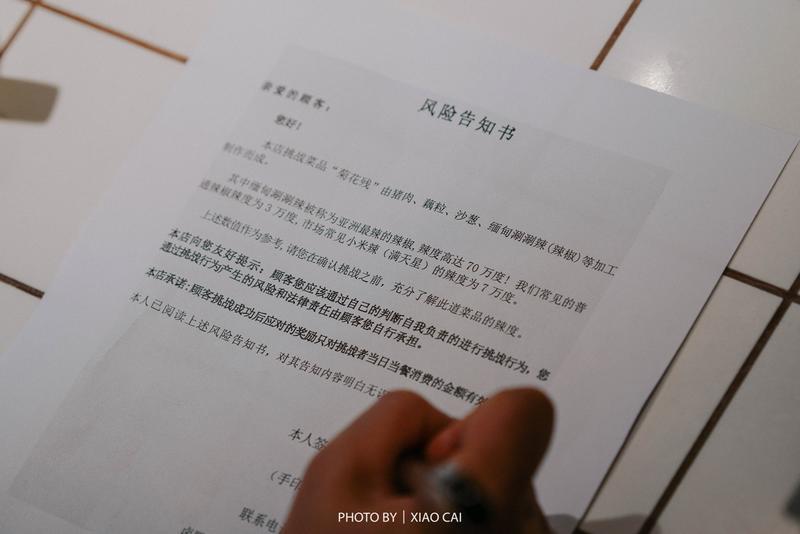 风险告知书
亲爱的顾客：
您好！
本店挑战菜品“菊花残”由猪肉、藕粒、沙葱、缅甸涮涮辣（辣椒）等加工
制作而成。
其中缅甸涮涮辣被称为亚洲最辣的辣椒，辣度高达 70 万度！我们常见的普
通辣椒辣度为 3 万度，市场常见小米辣（满天星）的辣度为 7 万度。
上述数值作为参考，请您在确认挑战之前，充分了解此道菜品的辣度。
本店向您友好提示：顾客您应该通过自己的判断自我负责的进行挑战行为，您
通过挑战行为产生的风险和法律责任由顾客您自行承担。
本店承诺：顾客挑战成功后应对的奖励只对挑战者当日当餐消费的金额有
本人已阅读上述风险告知书，对其告知内容明白无
本人签
（手印
联系电
PHOTO BY｜XIAO CAI